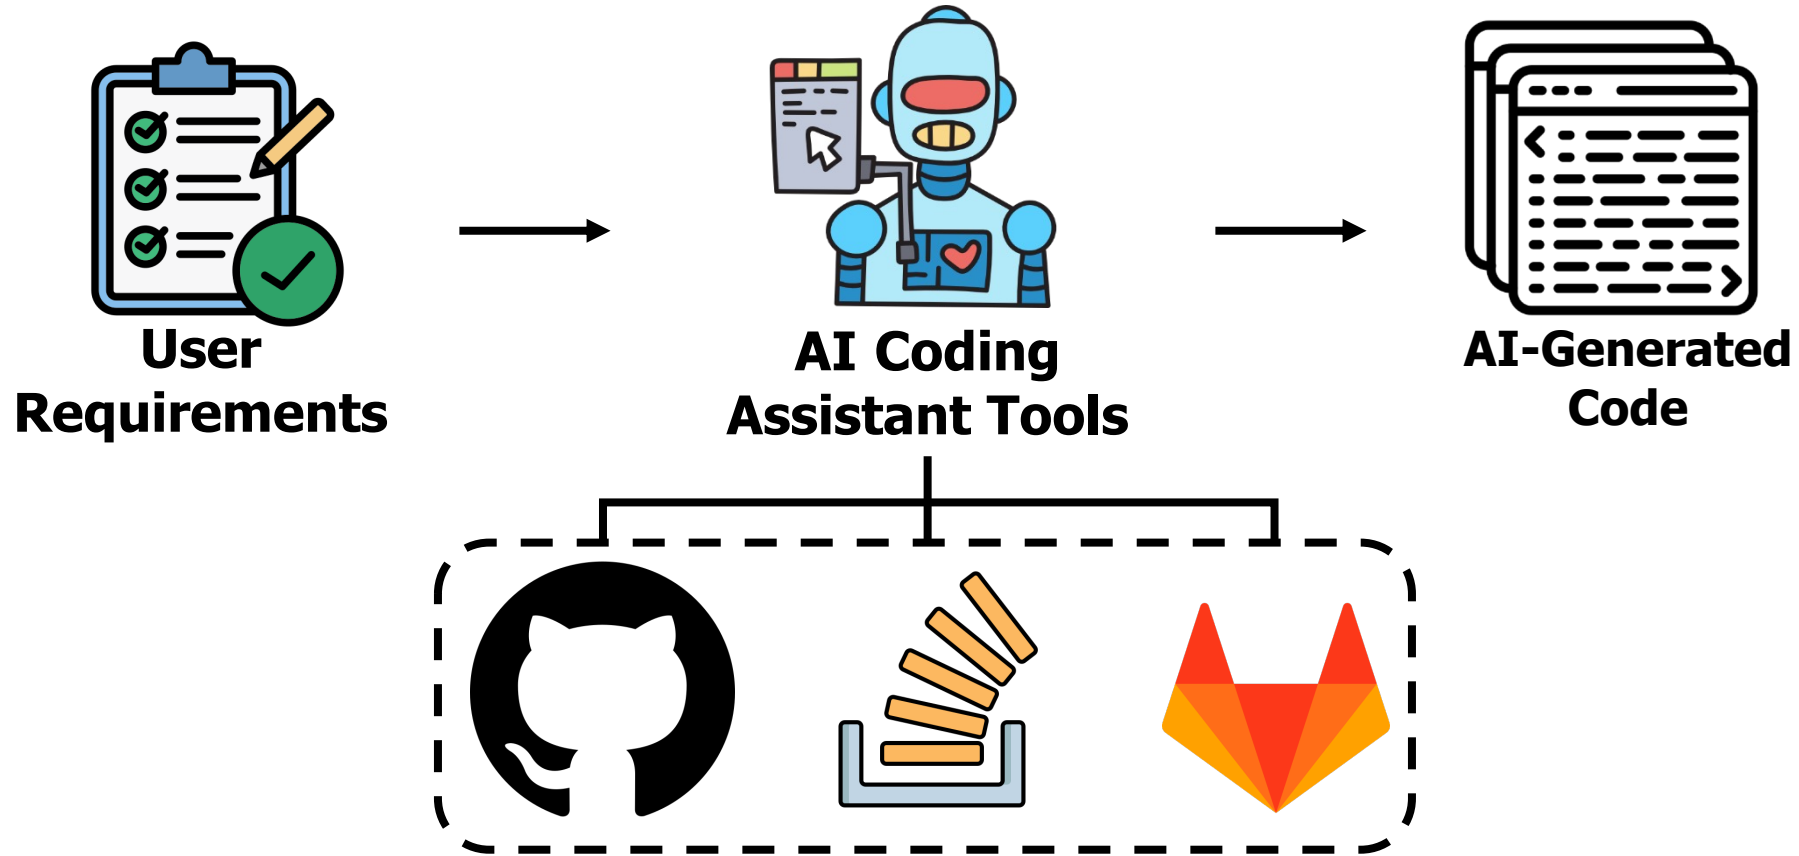 User
Requirements
AI Coding
Assistant Tools
AI-Generated
Code